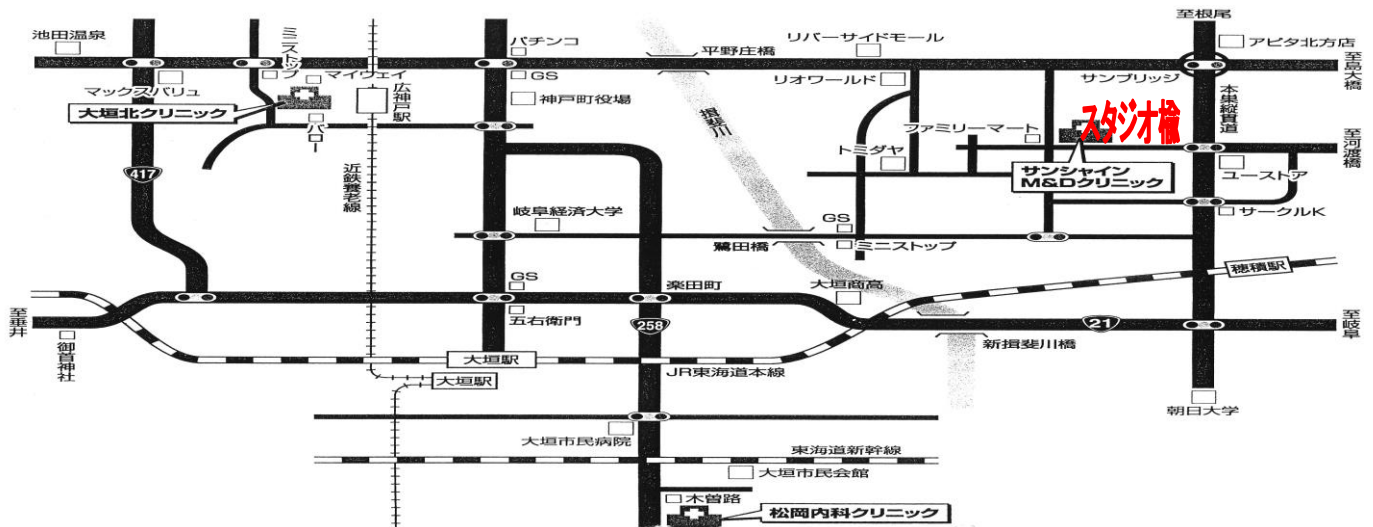 至根尾
池田温泉
ミニストップ
パチンコ
平野庄橋
リバーサイドモール
アピタ北方店
至島大橋
マックスバリュ
マイウェイ
GS
リオワールド
サンブリッジ
大垣北クリニック
広神戸駅
神戸町役場
本巣縦貫道
バロー
揖斐川
ファミリーマート
スタジオ楡
至河渡橋
トミダヤ
417
近鉄養老線
サンシャイン
M&Dクリニック
ユーストア
岐阜経済大学
GS
サークルK
鷺田橋
ミニストップ
穂積駅
GS
楽田町
大垣商高
至垂井
五右衛門
258
21
至岐阜
御首神社
新揖斐川橋
大垣駅
JR東海道本線
大垣駅
朝日大学
大垣市民病院
東海道新幹線
大垣市民会館
木曽路
松岡内科クリニック